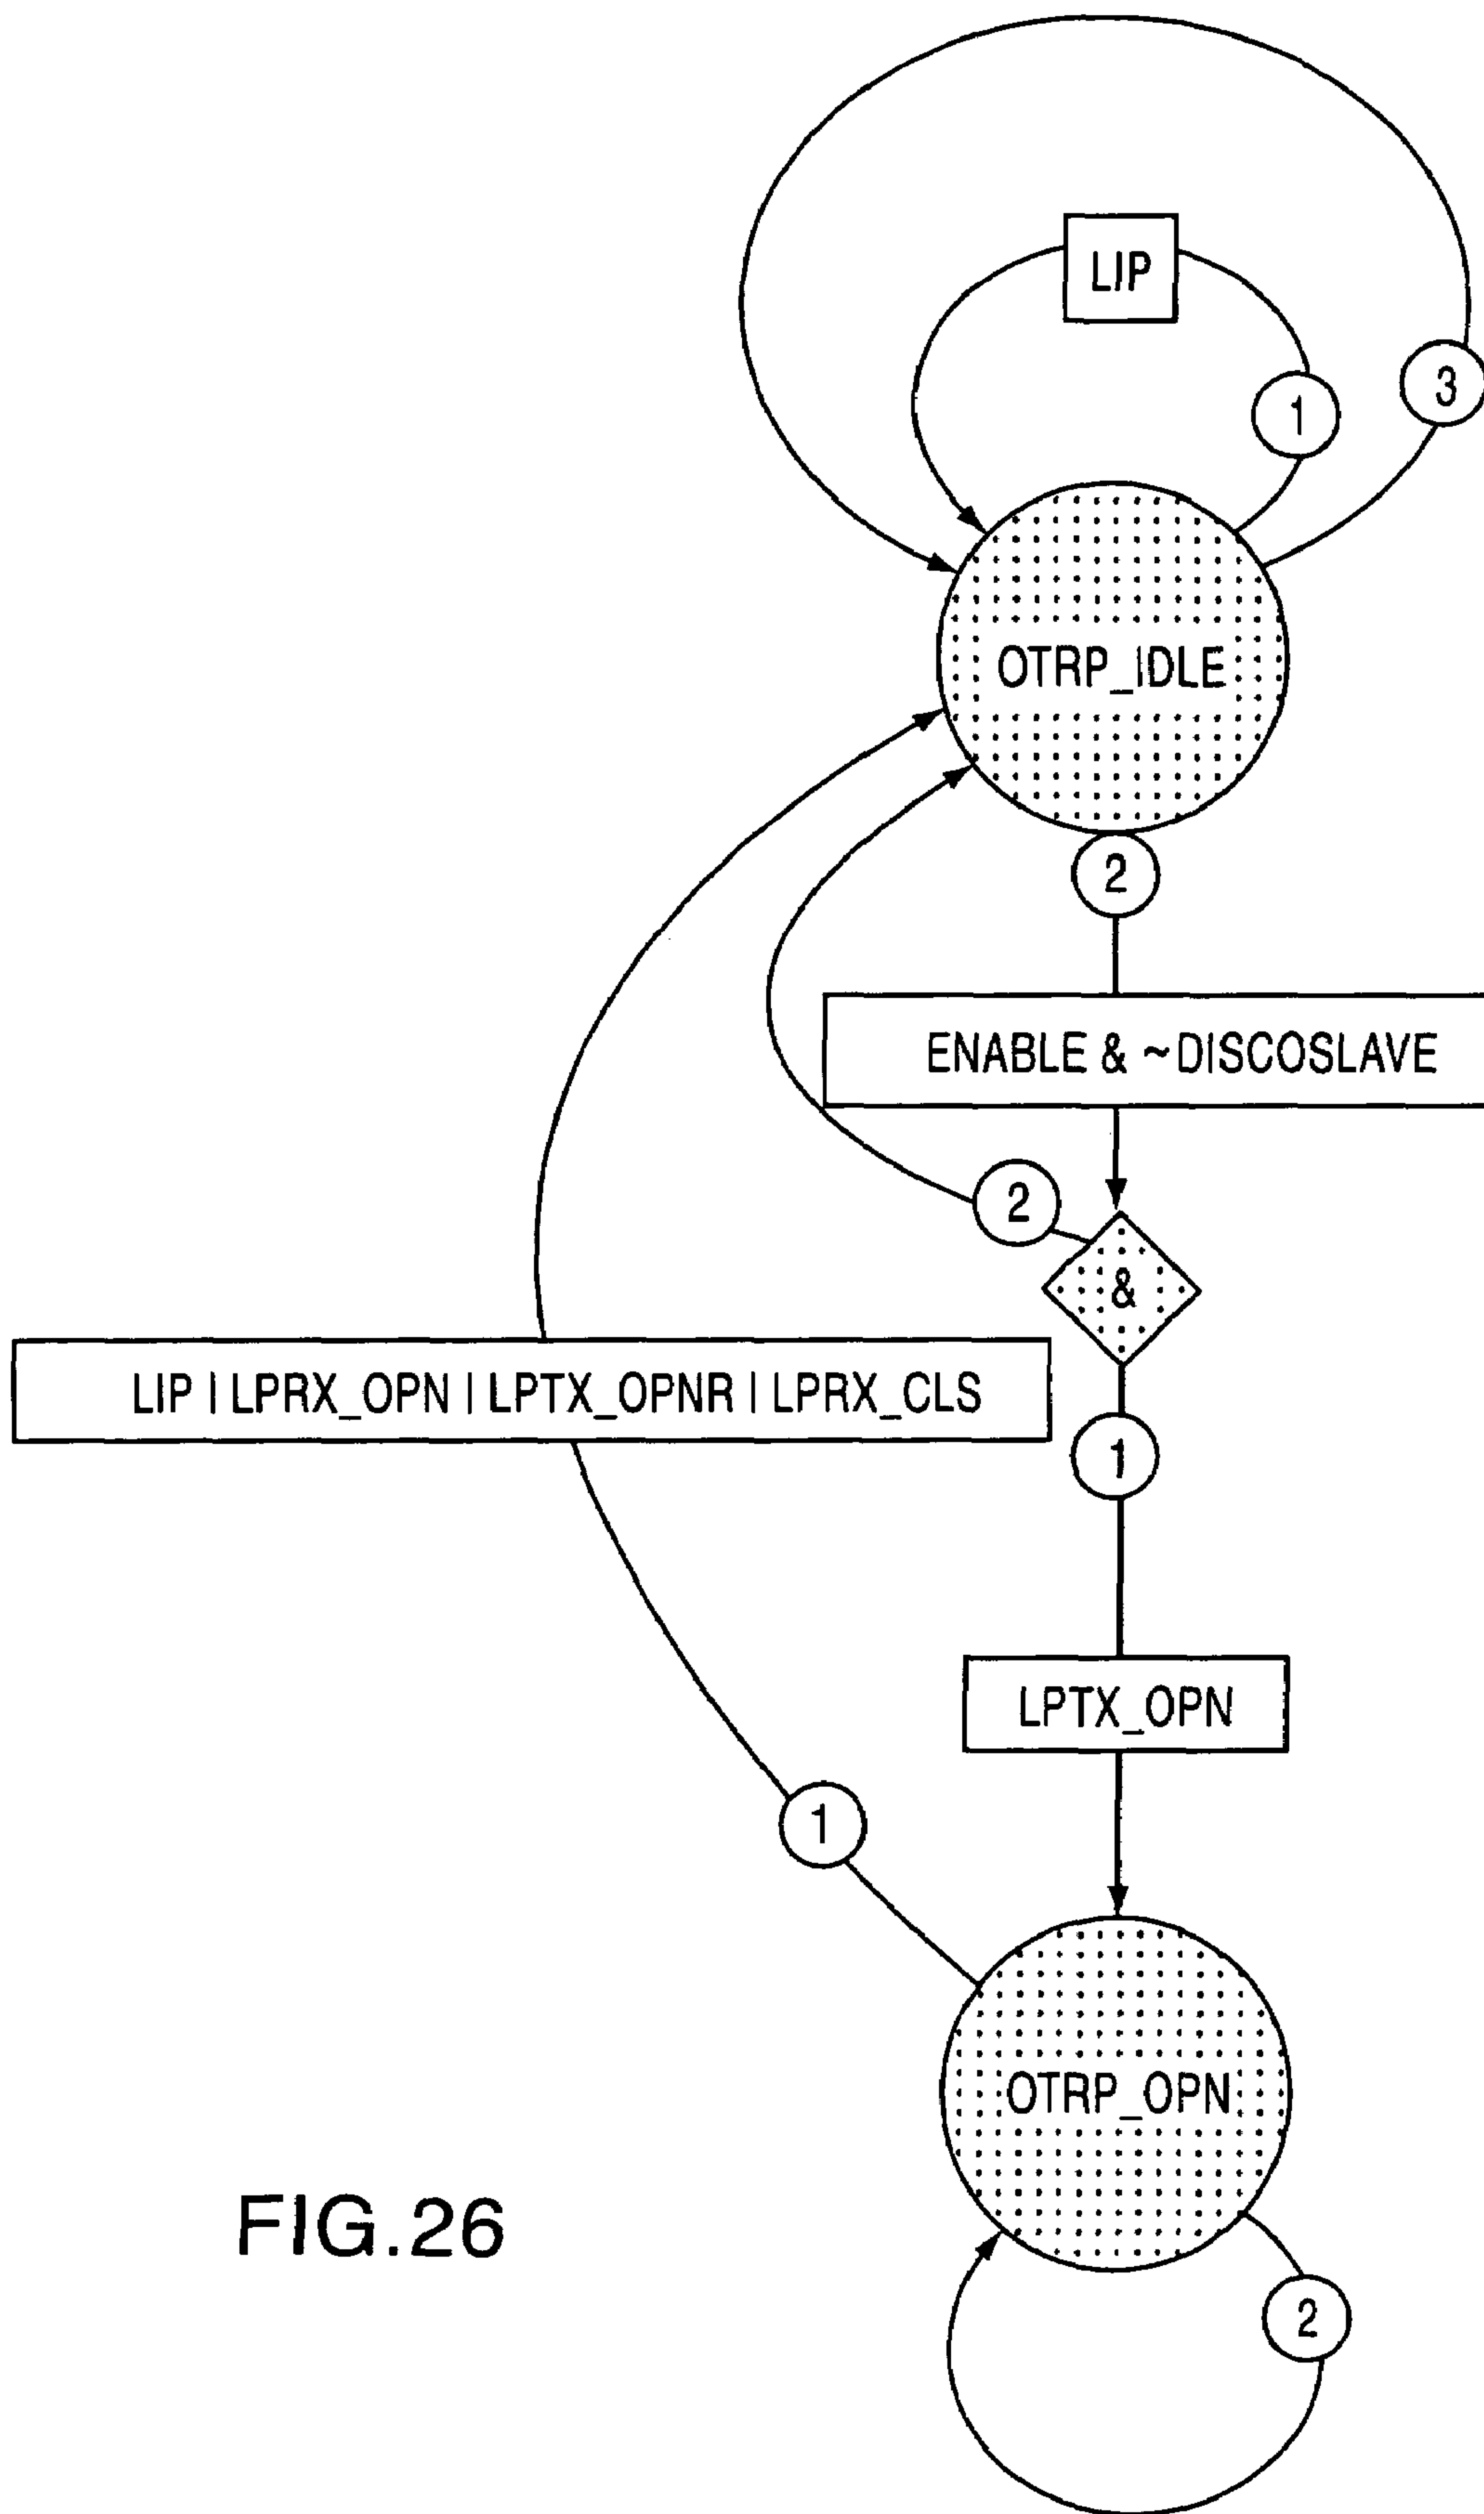 LIP
3
1
OTRP_IDLE
2
ENABLE & ~DISCOSLAVE
2
&
LIP | LPRX_OPN | LPTX_OPNR | LPRX_CLS
1
LPTX_OPN
1
OTRP_OPN
FIG.26
2